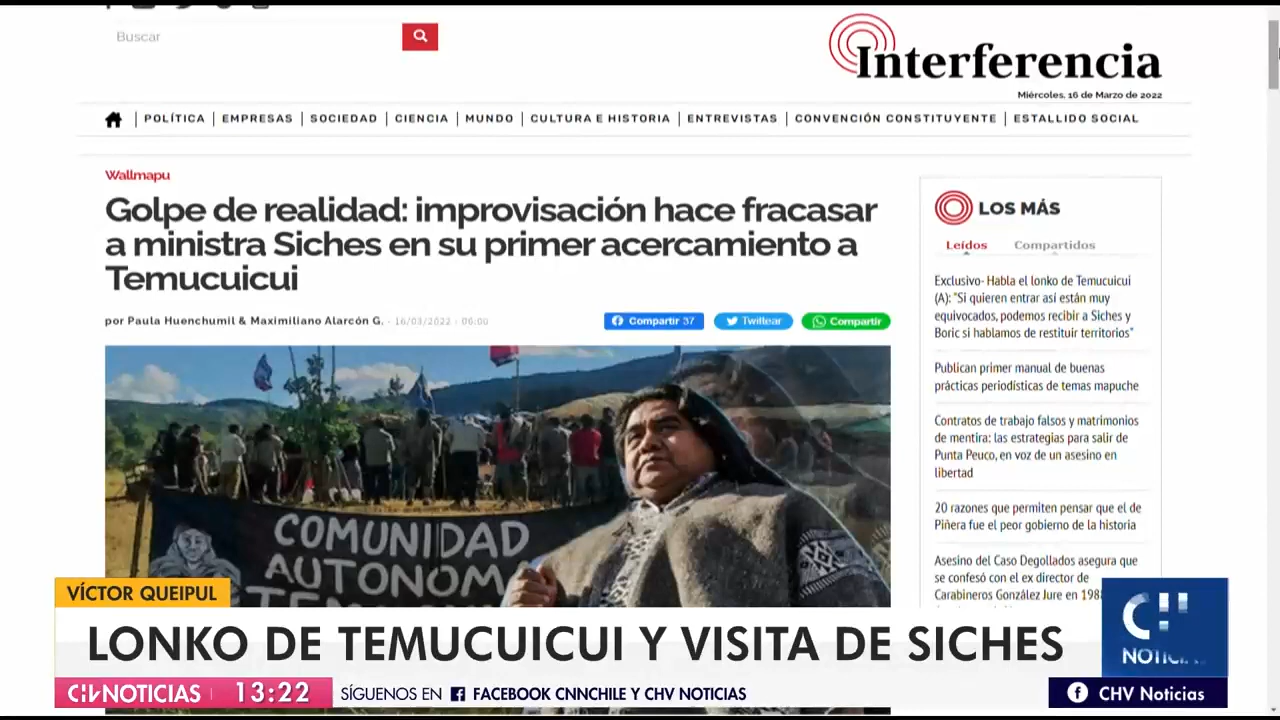 Buscar
Interferencia
Miércoles, 16 de Marzo de 2022
POLÍTICA | EMPRESAS | SOCIEDAD | CIENCIA | MUNDO | CULTURA E HISTORIA | ENTREVISTAS | CONVENCIÓN CONSTITUYENTE | ESTALLIDO SOCIAL
Wallmapu
Golpe de realidad: improvisación hace fracasar
a ministra Siches en su primer acercamiento a
Temucuicui
por Paula Huenchumil & Maximiliano Alarcón G. - 16/03/2022 - 06:00
Compartir 37
Twittear
Compartir
LOS MÁS
Leídos
Compartidos
Exclusivo- Habla el lonko de Temucuicui
(A): "Si quieren entrar así están muy
equivocados, podemos recibir a Siches y
Boric si hablamos de restituir territorios"
Publican primer manual de buenas
prácticas periodísticas de temas mapuche
Contratos de trabajo falsos y matrimonios
de mentira: las estrategias para salir de
Punta Peuco, en voz de un asesino en
libertad
20 razones que permiten pensar que el de
Piñera fue el peor gobierno de la historia
Asesino del Caso Degollados asegura que
se confesó con el ex director de
Carabineros González Jure en 198
COMUNIDAD
AUTONOMA
VÍCTOR QUEIPUL
LONKO DE TEMUCUICUI Y VISITA DE SICHES
CHV NOTICIAS
13:22
SÍGUENOS EN FACEBOOK CNNCHILE Y CHV NOTICIAS
CHV Noticias